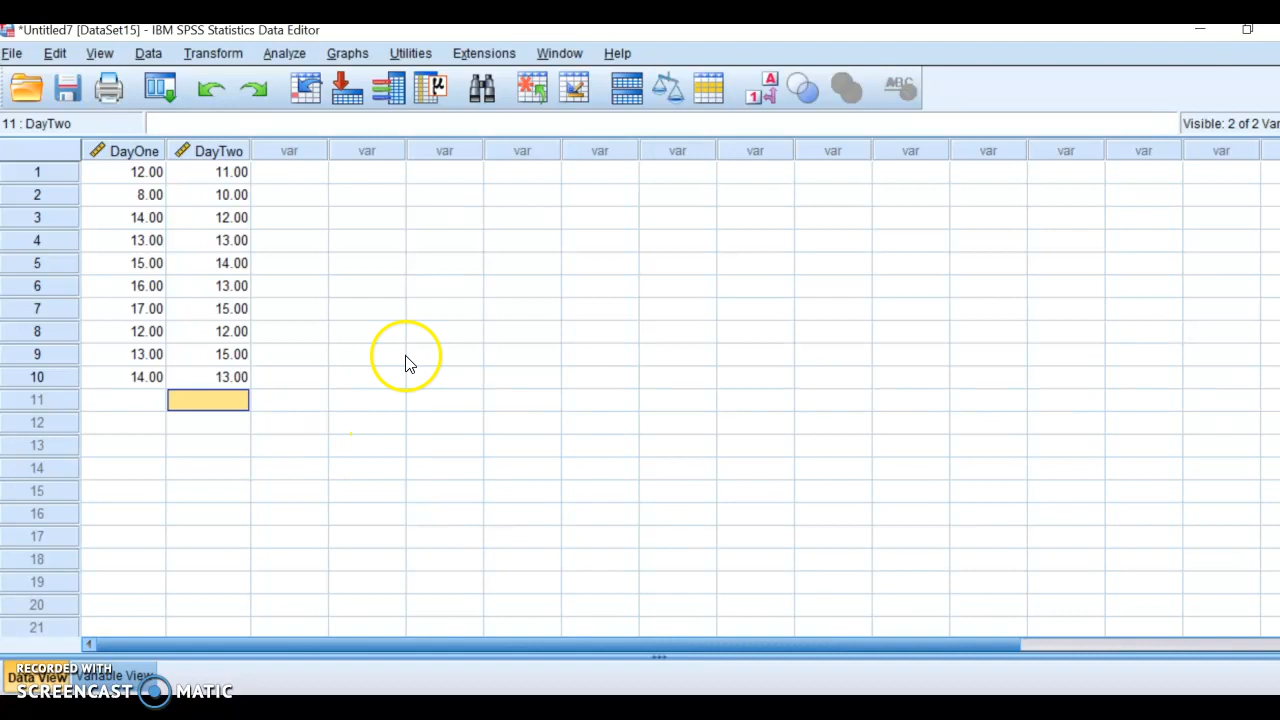 *Untitled7 [DataSet15] - IBM SPSS Statistics Data Editor
File Edit View Data Transform Analyze Graphs Utilities Extensions Window Help
1 A ABC
11 : DayTwo Visible: 2 of 2 Var
DayOne DayTwo var var var var var var var var var var var var var
1 12.00 11.00
2 8.00 10.00
3 14.00 12.00
4 13.00 13.00
5 15.00 14.00
6 16.00 13.00
7 17.00 15.00
8 12.00 12.00
9 13.00 15.00
10 14.00 13.00
11
12
13
14
15
16
17
18
19
20
21
RECORDED WITH
Data View Variable View
SCREENCAST MATIC